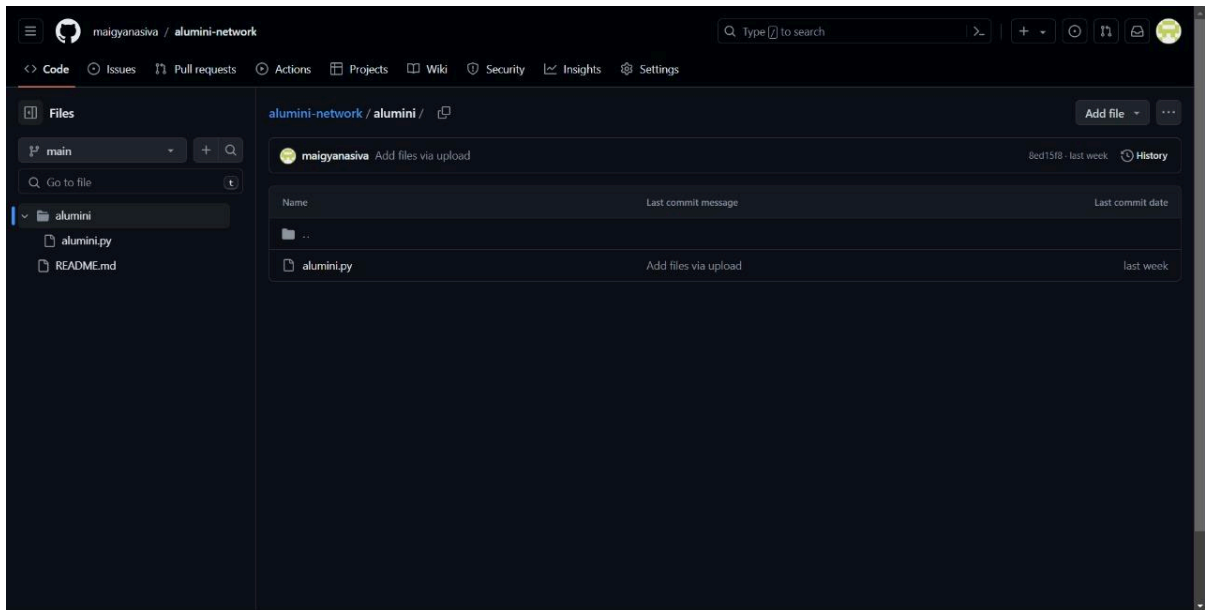 maigyanasiva / alumini-network
Type / to search
Code Issues Pull requests Actions Projects Wiki Security Insights Settings
Files
alumini-network / alumini /
Add file
main
maigyanasiva Add files via upload
8ed15f8 · last week History
Go to file
t
Name Last commit message Last commit date
alumini
..
alumini.py
alumini.py Add files via upload last week
README.md